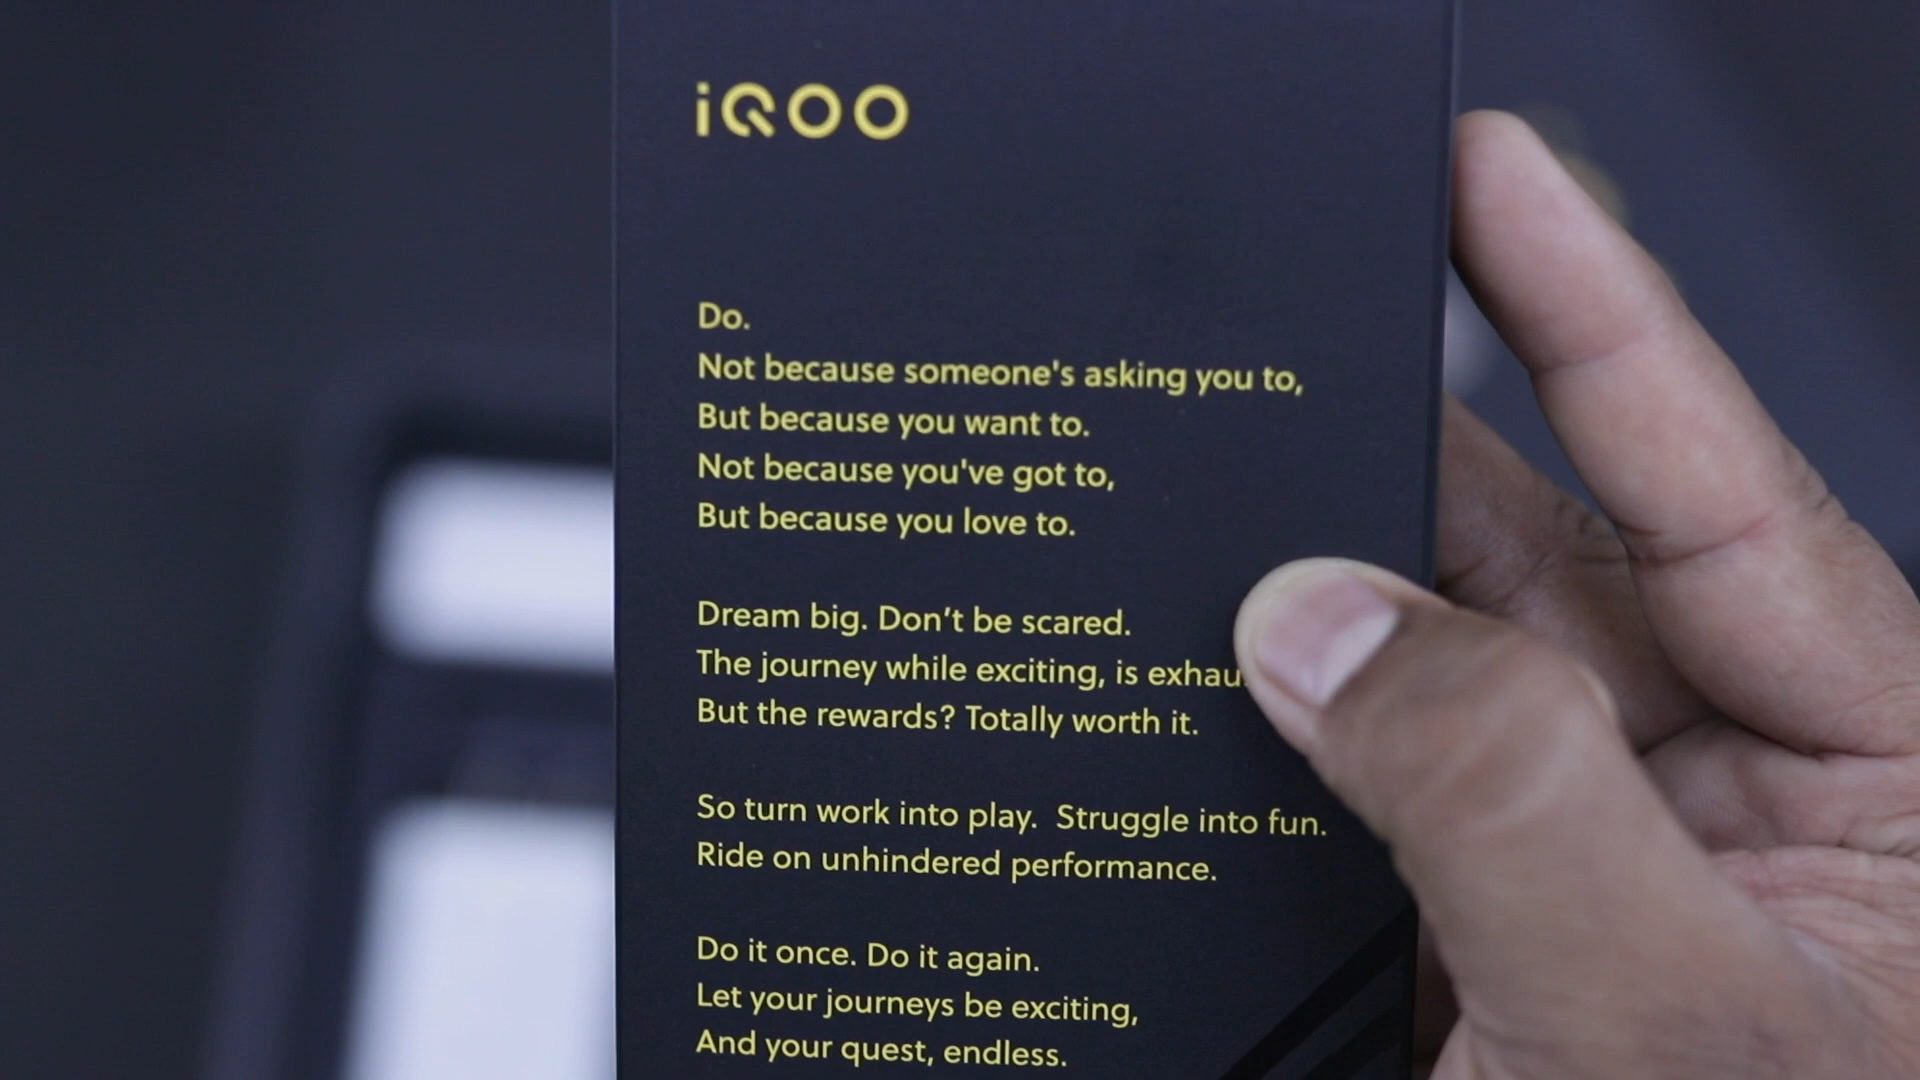 iQOO
Do.
Not because someone's asking you to,
But because you want to.
Not because you've got to,
But because you love to.
Dream big. Don’t be scared.
The journey while exciting, is
But the rewards? Totally worth it.
So turn work into play. Struggle into fun.
Ride on unhindered performance.
Do it once. Do it again.
Let your journeys be exciting,
And your quest, endless.